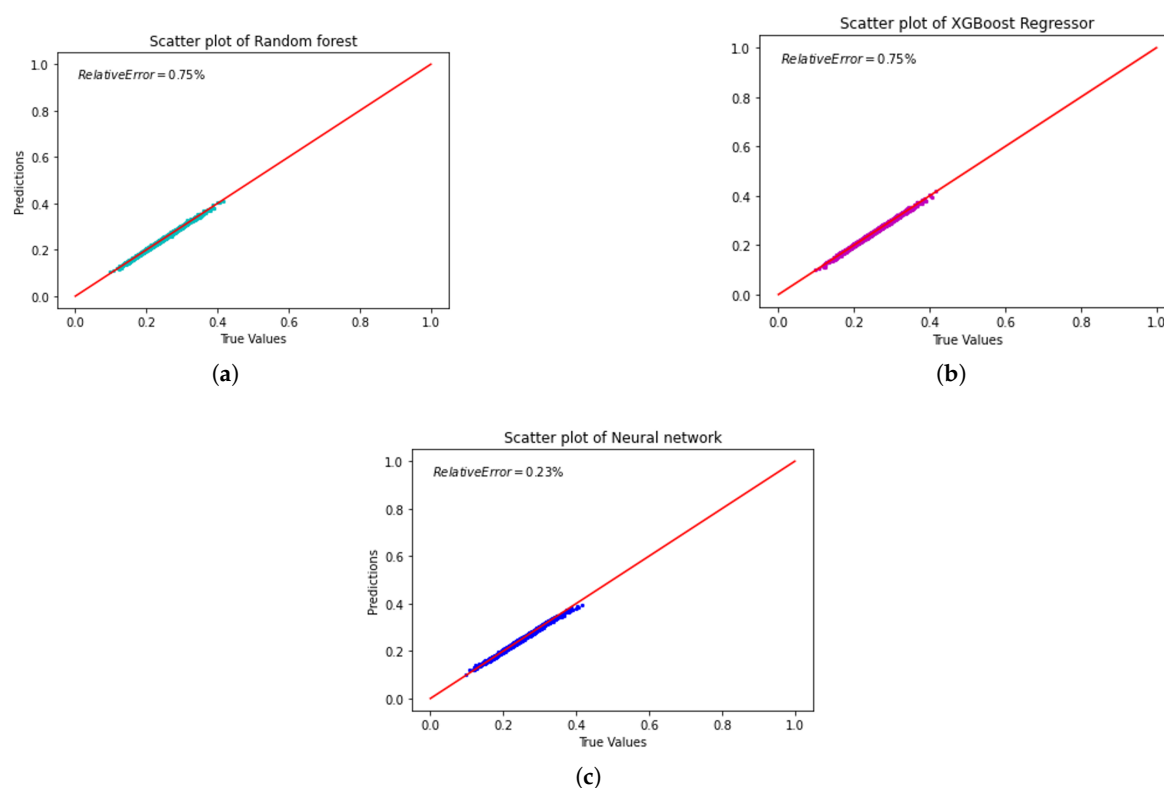 Scatter plot of Random forest
RelativeError = 0.75%
1.0
0.8
0.6
0.4
0.2
0.0
Predictions
0.0 0.2 0.4 0.6 0.8 1.0
True Values
(a)
Scatter plot of XGBoost Regressor
RelativeError = 0.75%
1.0
0.8
0.6
0.4
0.2
0.0
0.0 0.2 0.4 0.6 0.8 1.0
True Values
(b)
Scatter plot of Neural network
RelativeError = 0.23%
1.0
0.8
0.6
0.4
0.2
0.0
Predictions
0.0 0.2 0.4 0.6 0.8 1.0
True Values
(c)